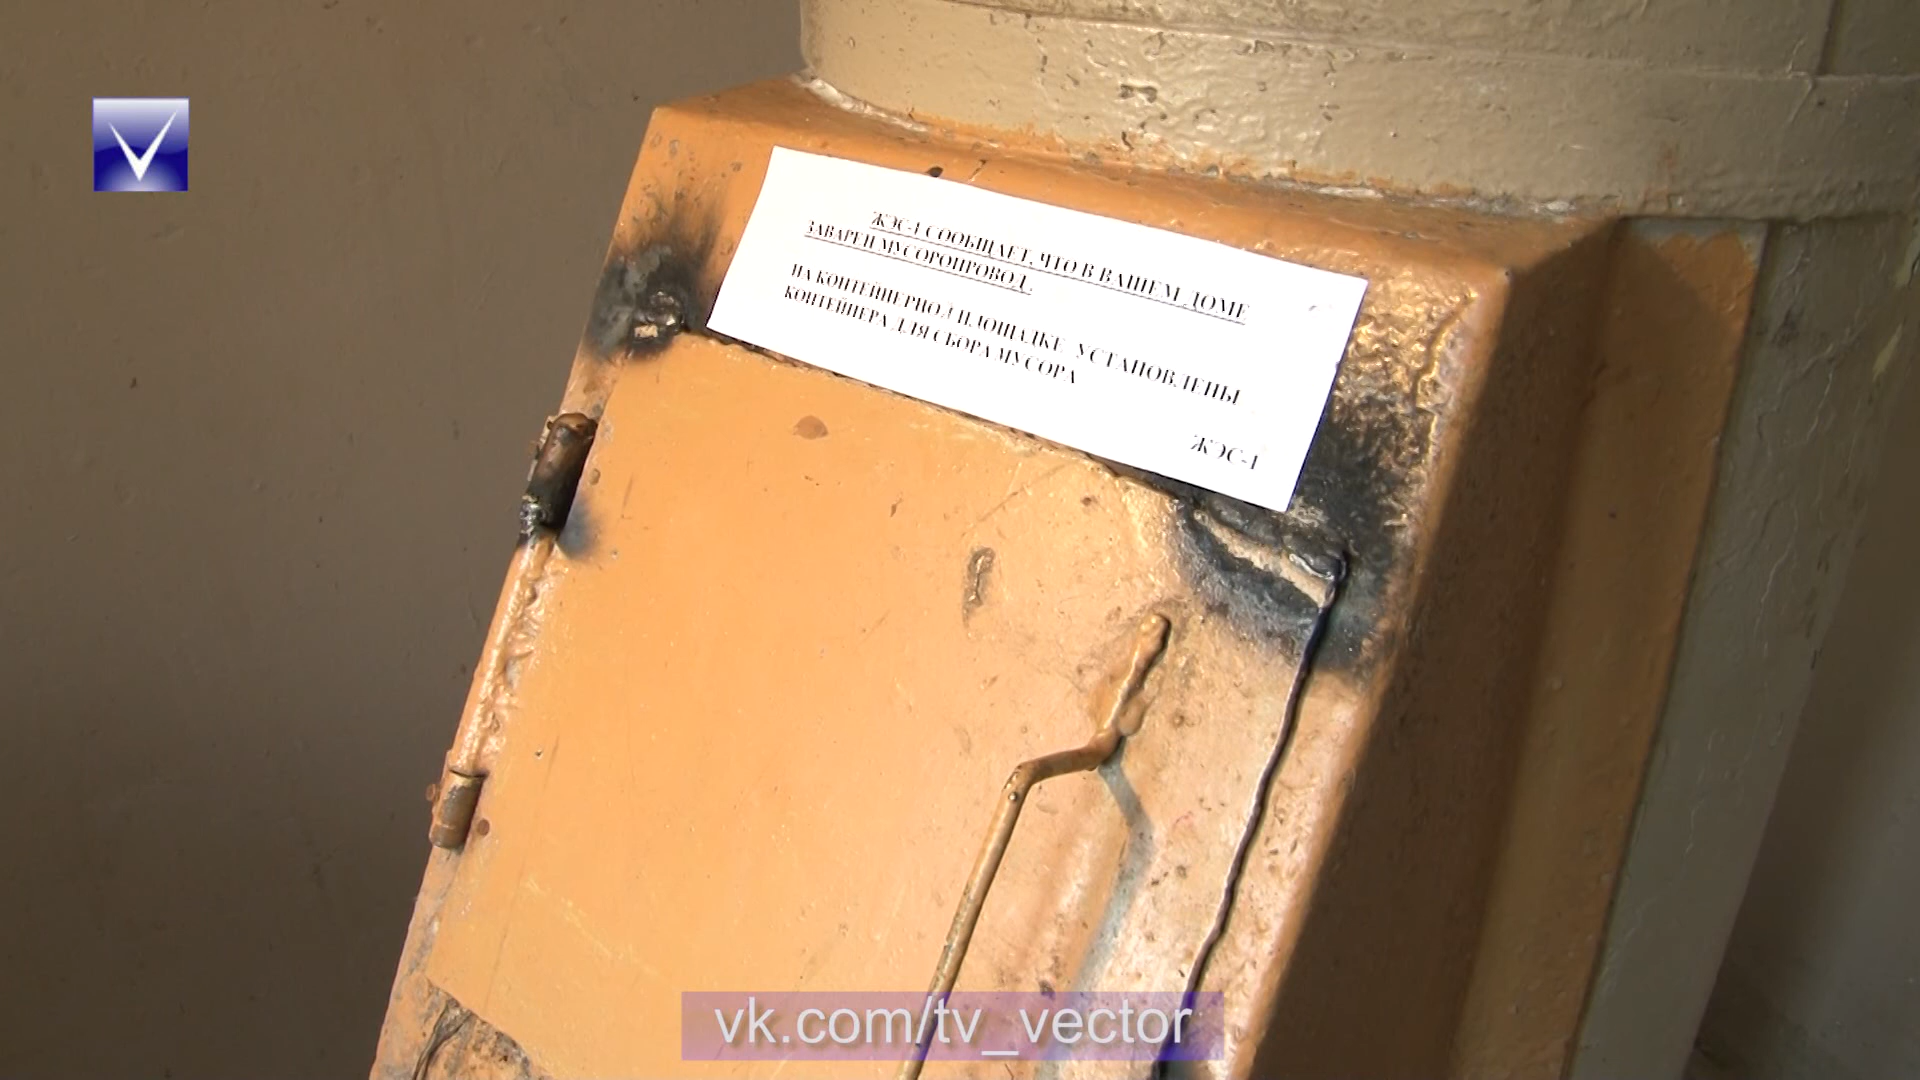 ЖЭС-1 СООБЩАЕТ, ЧТО В ВАШЕМ ДОМЕ
ЗАВАРЕН МУСОРОПРОВОД.
НА КОНТЕЙНЕРНОЙ ПЛОЩАДКЕ УСТАНОВЛЕНЫ
КОНТЕЙНЕРА ДЛЯ СБОРА МУСОРА
ЖЭС-1
vk.com/tv_vector